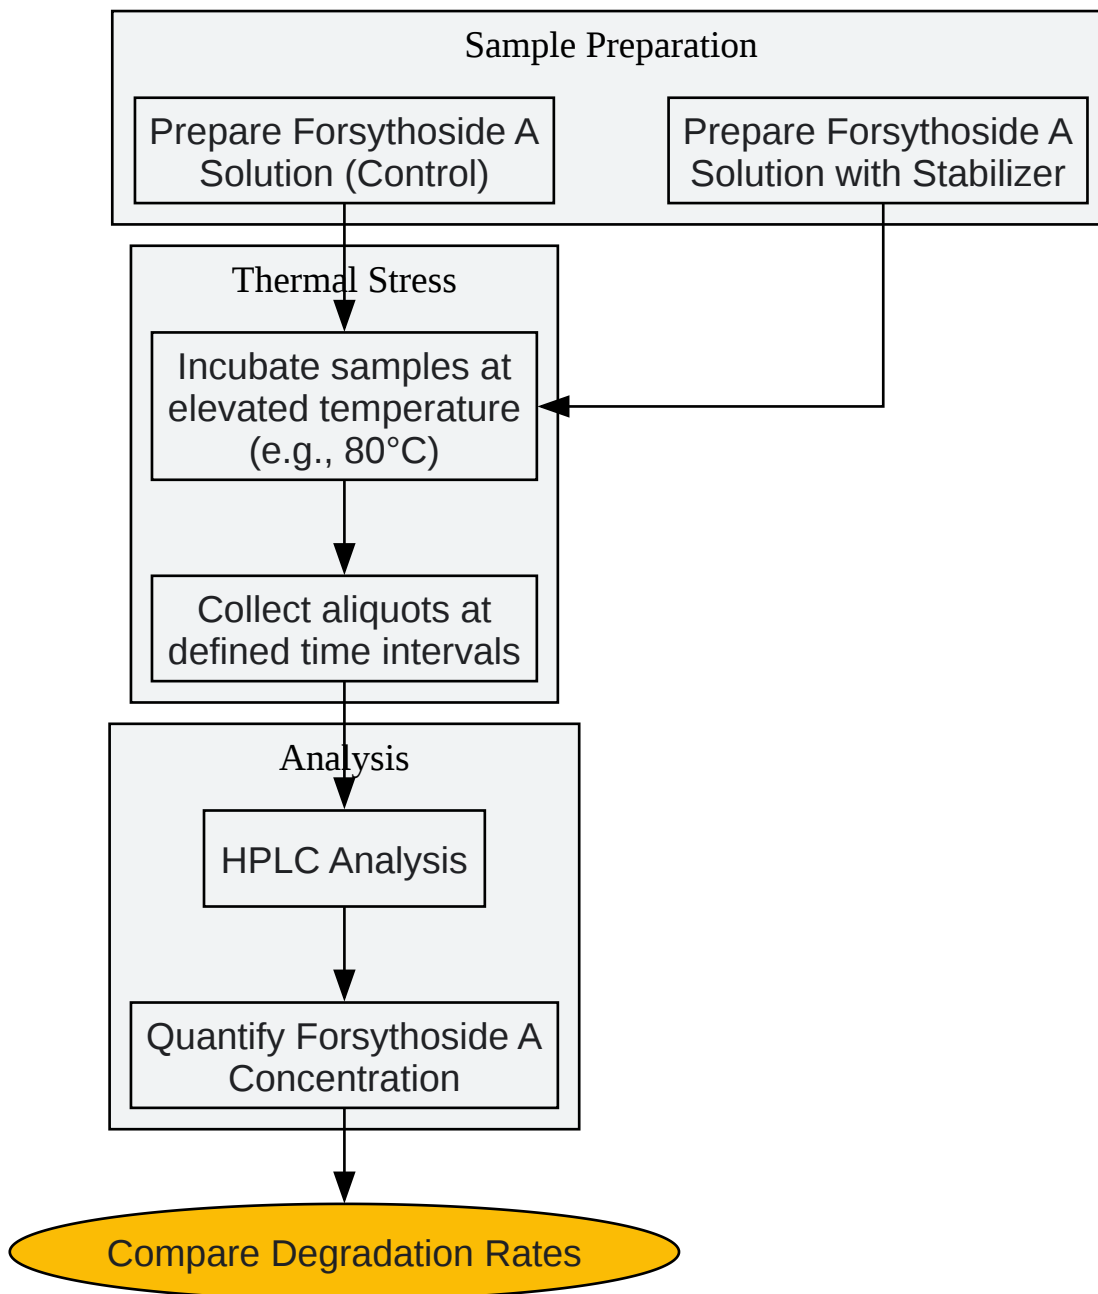 Sample Preparation
Prepare Forsythoside A
Solution (Control)
Prepare Forsythoside A
Solution with Stabilizer
Thermal Stress
Incubate samples at
elevated temperature
(e.g., 80°C)
Collect aliquots at
defined time intervals
Analysis
HPLC Analysis
Quantify Forsythoside A
Concentration
Compare Degradation Rates